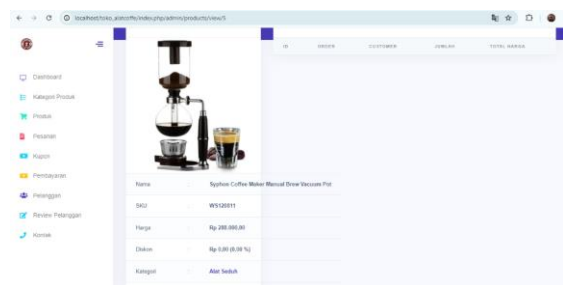 localhost/toko_alatcoffe/index.php/admin/products/view/5
Dashboard
Kategori Produk
Produk
Pesanan
Kupon
Pembayaran
Pelanggan
Review Pelanggan
Kontak
ID ORDER CUSTOMER JUMLAH TOTAL HARGA
Nama : Syphon Coffee Maker Manual Brew Vacuum Pot
SKU : WS120011
Harga : Rp 280.000,00
Diskon : Rp 0,00 (0.00 %)
Kategori : Alat Seduh